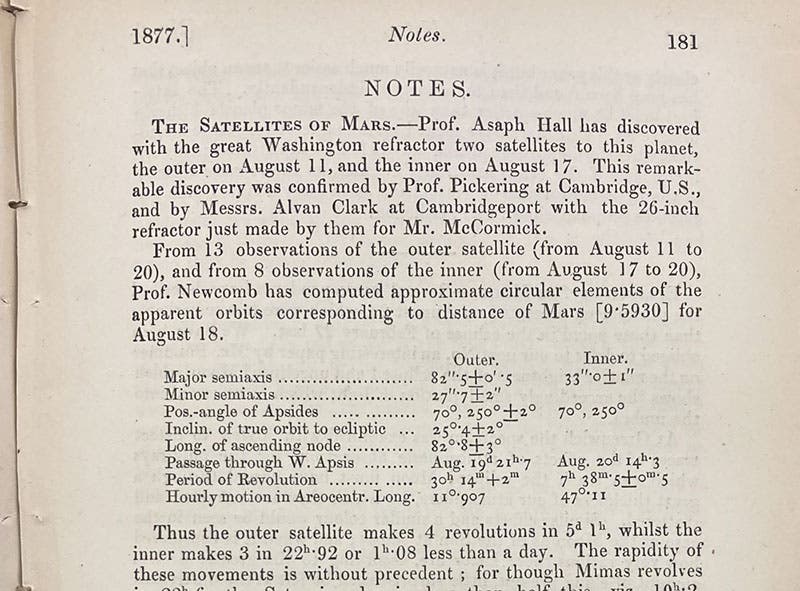 1877.] Notes. 181
NOTES.
THE SATELLITES OF MARS.—Prof. Asaph Hall has discovered
with the great Washington refractor two satellites to this planet,
the outer on August 11, and the inner on August 17. This remark-
able discovery was confirmed by Prof. Pickering at Cambridge, U.S.,
and by Messrs. Alvan Clark at Cambridgeport with the 26-inch
refractor just made by them for Mr. McCormick.
From 13 observations of the outer satellite (from August 11 to
20), and from 8 observations of the inner (from August 17 to 20),
Prof. Newcomb has computed approximate circular elements of the
apparent orbits corresponding to distance of Mars [9·5930] for
August 18.
Outer. Inner.
Major semiaxis ........................ 82"·5±0'·5 33"·0±1"
Minor semiaxis ........................ 27"·7±2"
Pos.-angle of Apsides ..... .......... 70°, 250°±2° 70°, 250°
Inclin. of true orbit to ecliptic ... 25°·4±2°
Long. of ascending node ............ 82°·8±3°
Passage through W. Apsis ......... Aug. 19ᵈ 21ʰ·7 Aug. 20ᵈ 14ʰ·3
Period of Revolution ......... ..... 30ʰ 14ᵐ±2ᵐ 7ʰ 38ᵐ·5±0ᵐ·5
Hourly motion in Areocentr. Long. 11°·907 47°·11
Thus the outer satellite makes 4 revolutions in 5ᵈ 1ʰ, whilst the
inner makes 3 in 22ʰ·92 or 1ʰ·08 less than a day. The rapidity of
these movements is without precedent ; for though Mimas revolves